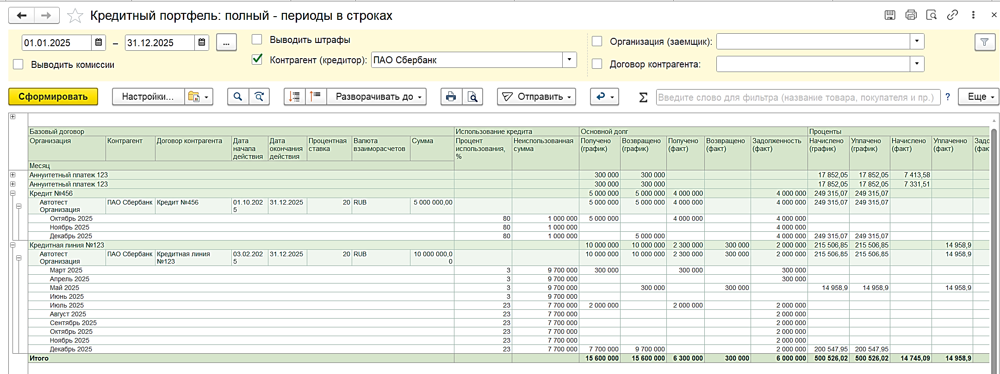 Кредитный портфель: полный - периоды в строках
01.01.2025 – 31.12.2025 ...
Выводить штрафы
Организация (заемщик):
Выводить комиссии
Контрагент (кредитор): ПАО Сбербанк
Договор контрагента:
Сформировать Настройки... Разворачивать до Отправить Σ Введите слово для фильтра (название товара, покупателя и пр.) ? Еще
Базовый договор Использование кредита Основной долг Проценты
Организация Контрагент Договор контрагента Дата начала действия Дата окончания действия Процентная ставка Валюта взаиморасчетов Сумма Процент использования, % Неиспользованная сумма Получено (график) Возвращено (график) Получено (факт) Возвращено (факт) Задолженность (факт) Начислено (график) Уплачено (график) Начислено (факт) Уплаченно (факт) Задо (фак
Месяц
Аннуитетный платеж 123 300 000 300 000 17 852,05 17 852,05 7 413,58
Аннуитетный платеж 123 300 000 300 000 17 852,05 17 852,05 7 331,51
Кредит №456 5 000 000 5 000 000 4 000 000 4 000 000 249 315,07 249 315,07
Автотест Организация ПАО Сбербанк Кредит №456 01.10.2025 31.12.2025 20 RUB 5 000 000,00 5 000 000 5 000 000 4 000 000 4 000 000 249 315,07 249 315,07
Октябрь 2025 80 1 000 000 5 000 000 4 000 000 4 000 000
Ноябрь 2025 80 1 000 000 4 000 000
Декабрь 2025 80 1 000 000 5 000 000 4 000 000 249 315,07 249 315,07
Кредитная линия №123 10 000 000 10 000 000 2 300 000 300 000 2 000 000 215 506,85 215 506,85 14 958,9
Автотест Организация ПАО Сбербанк Кредитная линия №123 03.02.2025 31.12.2025 20 RUB 10 000 000,00 10 000 000 10 000 000 2 300 000 300 000 2 000 000 215 506,85 215 506,85 14 958,9
Март 2025 3 9 700 000 300 000 300 000 300 000
Апрель 2025 3 9 700 000 300 000
Май 2025 3 9 700 000 300 000 300 000 14 958,9 14 958,9 14 958,9
Июнь 2025 3 9 700 000
Июль 2025 23 7 700 000 2 000 000 2 000 000 2 000 000
Август 2025 23 7 700 000 2 000 000
Сентябрь 2025 23 7 700 000 2 000 000
Октябрь 2025 23 7 700 000 2 000 000
Ноябрь 2025 23 7 700 000 2 000 000
Декабрь 2025 23 7 700 000 7 700 000 9 700 000 2 000 000 200 547,95 200 547,95
Итого 15 600 000 15 600 000 6 300 000 300 000 6 000 000 500 526,02 500 526,02 14 745,09 14 958,9